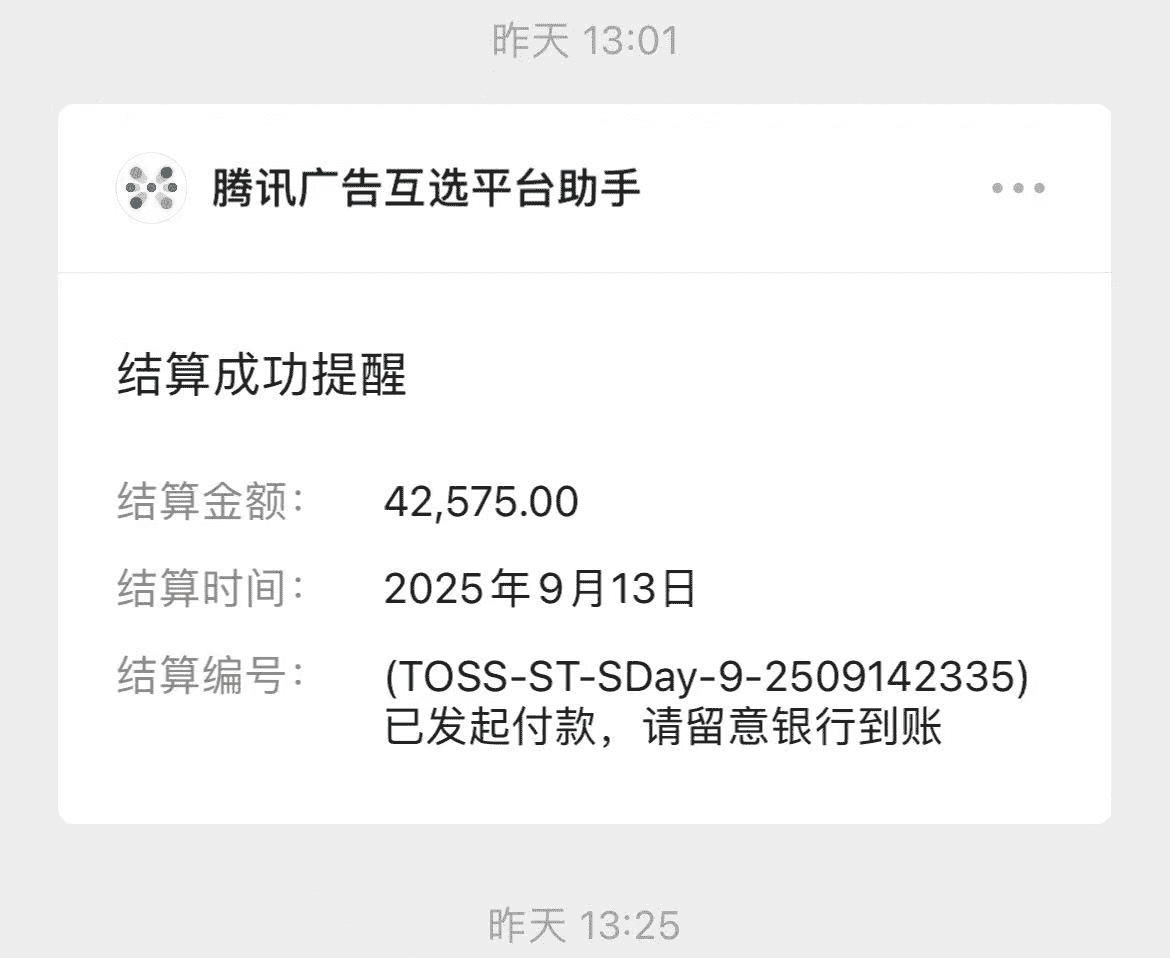 昨天 13:01
腾讯广告互选平台助手
结算成功提醒
结算金额： 42,575.00
结算时间： 2025年9月13日
结算编号： (TOSS-ST-SDay-9-2509142335)
已发起付款，请留意银行到账
昨天 13:25